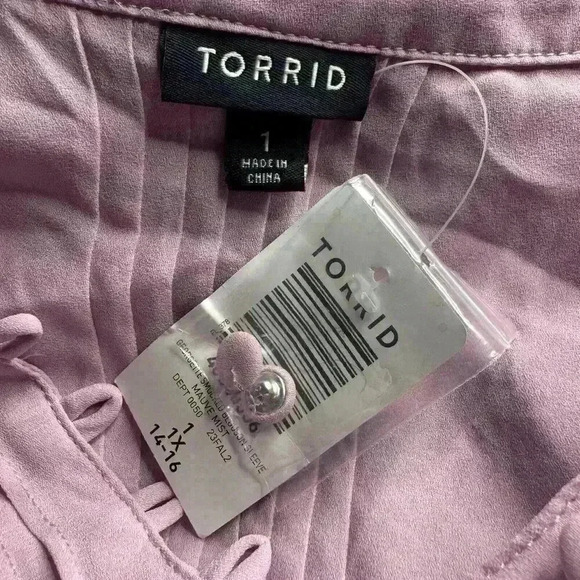 TORRID
1
MADE IN
CHINA
TORRID
MAUVE MIST
DEPT 0050 23FAL2
1
1X
14-16